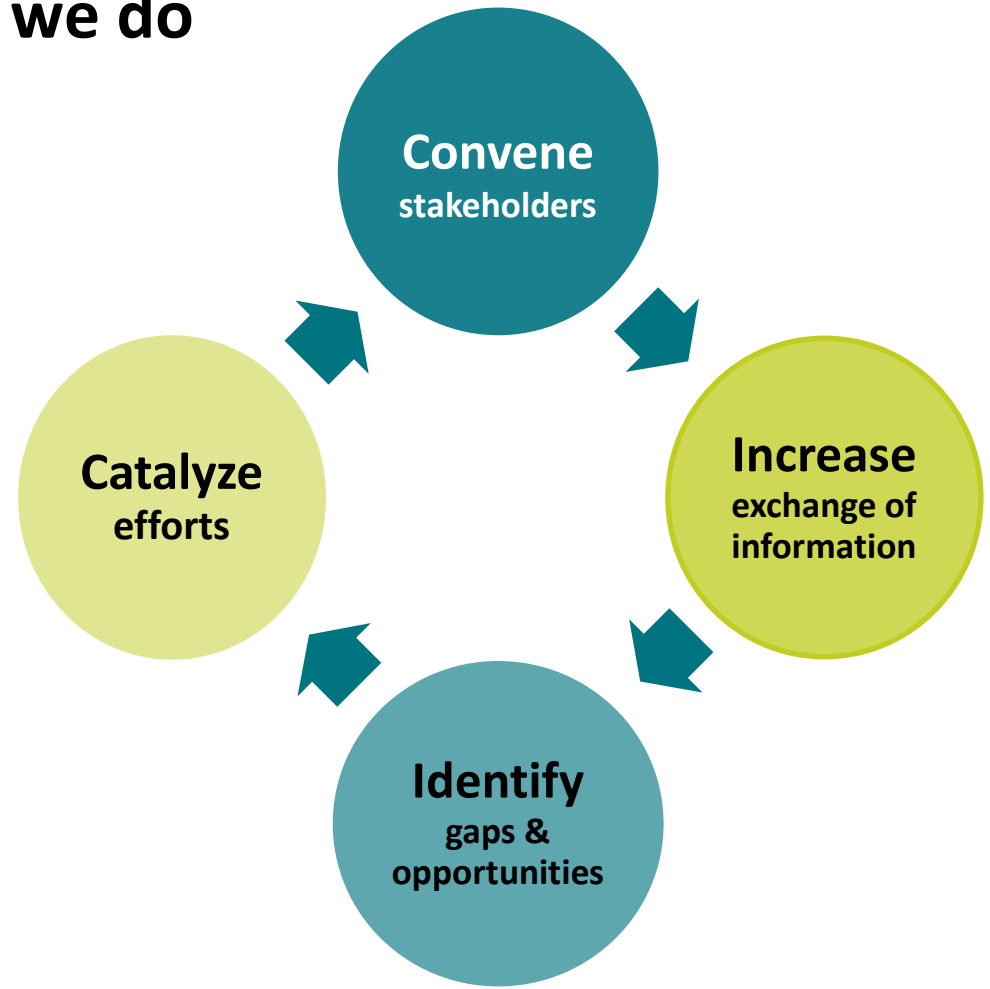 we do
Convene
stakeholders
Increase
exchange of
information
Identify
gaps &
opportunities
Catalyze
efforts